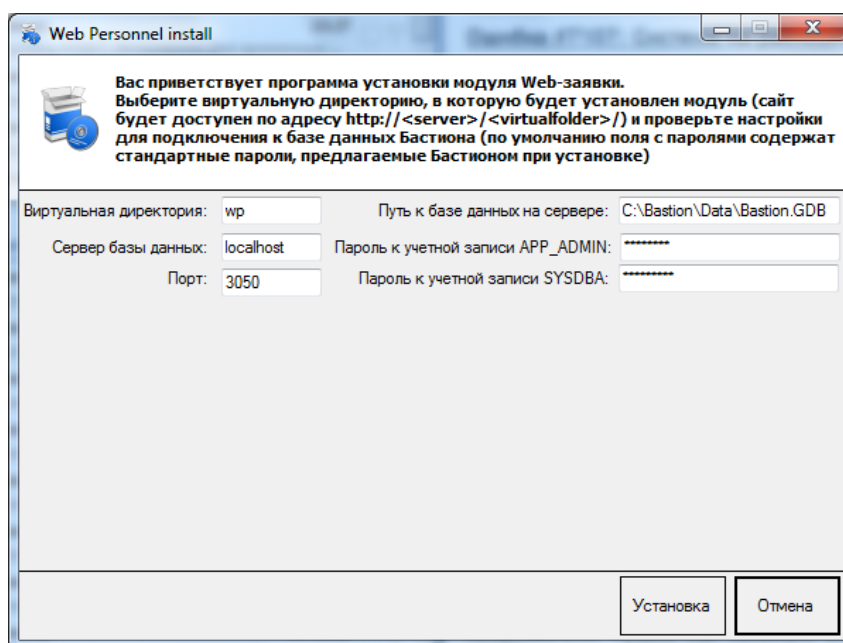 Web Personnel install
Вас приветствует программа установки модуля Web-заявки.
Выберите виртуальную директорию, в которую будет установлен модуль (сайт
будет доступен по адресу http://<server>/<virtualfolder>/) и проверьте настройки
для подключения к базе данных Бастиона (по умолчанию поля с паролями содержат
стандартные пароли, предлагаемые Бастионом при установке)
Виртуальная директория: wp Путь к базе данных на сервере: C:\Bastion\Data\Bastion.GDB
Сервер базы данных: localhost Пароль к учетной записи APP_ADMIN: ********
Порт: 3050 Пароль к учетной записи SYSDBA: *********
Установка Отмена